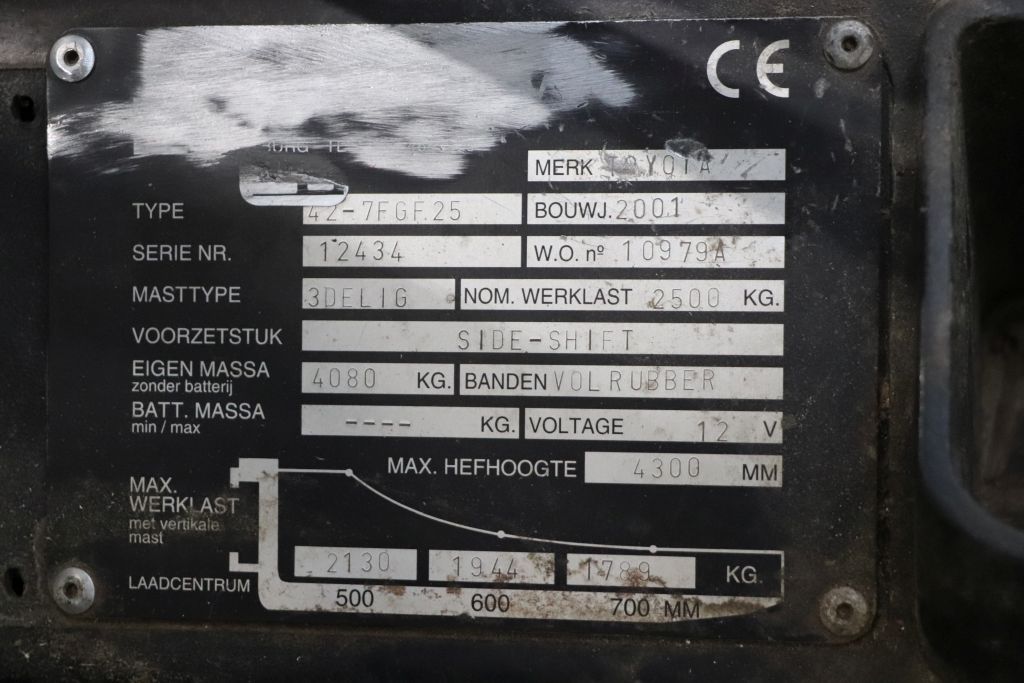 CE
MERK TOYOTA
TYPE 42-7FGF25 BOUWJ. 2001
SERIE NR. 12434 W.O. nº 10979A
MASTTYPE 3DELIG NOM. WERKLAST 2500 KG.
VOORZETSTUK SIDE-SHIFT
EIGEN MASSA 4080 KG. BANDEN VOLRUBBER
zonder batterij
BATT. MASSA ---- KG. VOLTAGE 12 V
min / max
MAX. HEFHOOGTE 4300 MM
MAX.
WERKLAST
met vertikale
mast
2130 1944 1789 KG.
LAADCENTRUM 500 600 700 MM